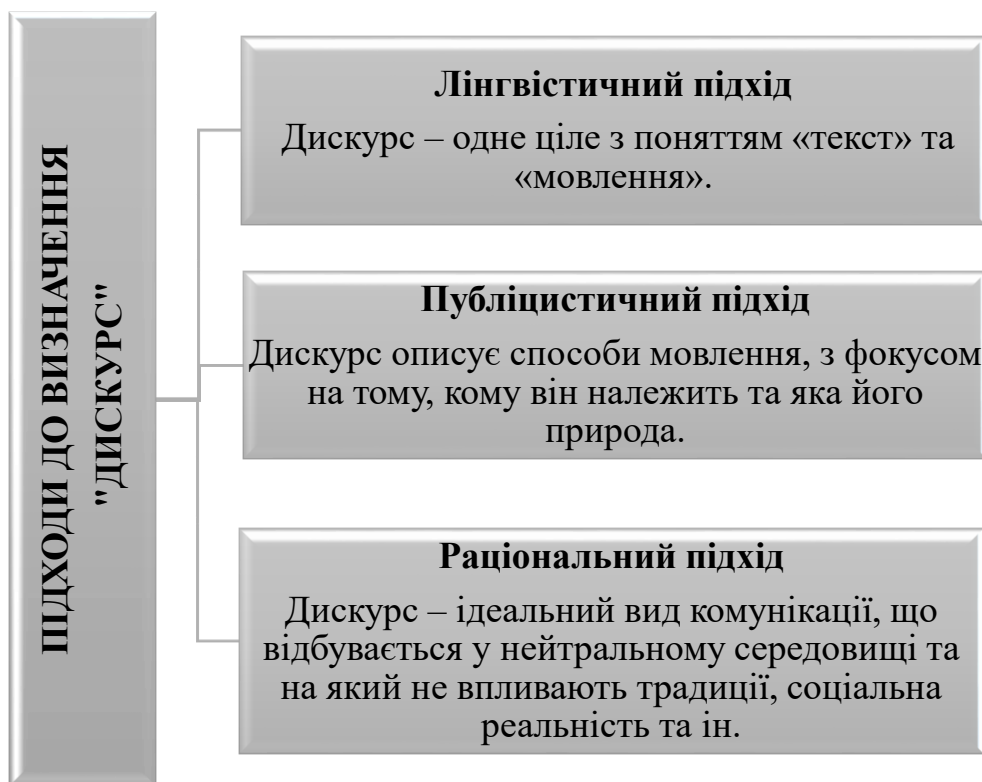 ПІДХОДИ ДО ВИЗНАЧЕННЯ
"ДИСКУРС"
Лінгвістичний підхід
Дискурс – одне ціле з поняттям «текст» та
«мовлення».
Публіцистичний підхід
Дискурс описує способи мовлення, з фокусом
на тому, кому він належить та яка його
природа.
Раціональний підхід
Дискурс – ідеальний вид комунікації, що
відбувається у нейтральному середовищі та
на який не впливають традиції, соціальна
реальність та ін.